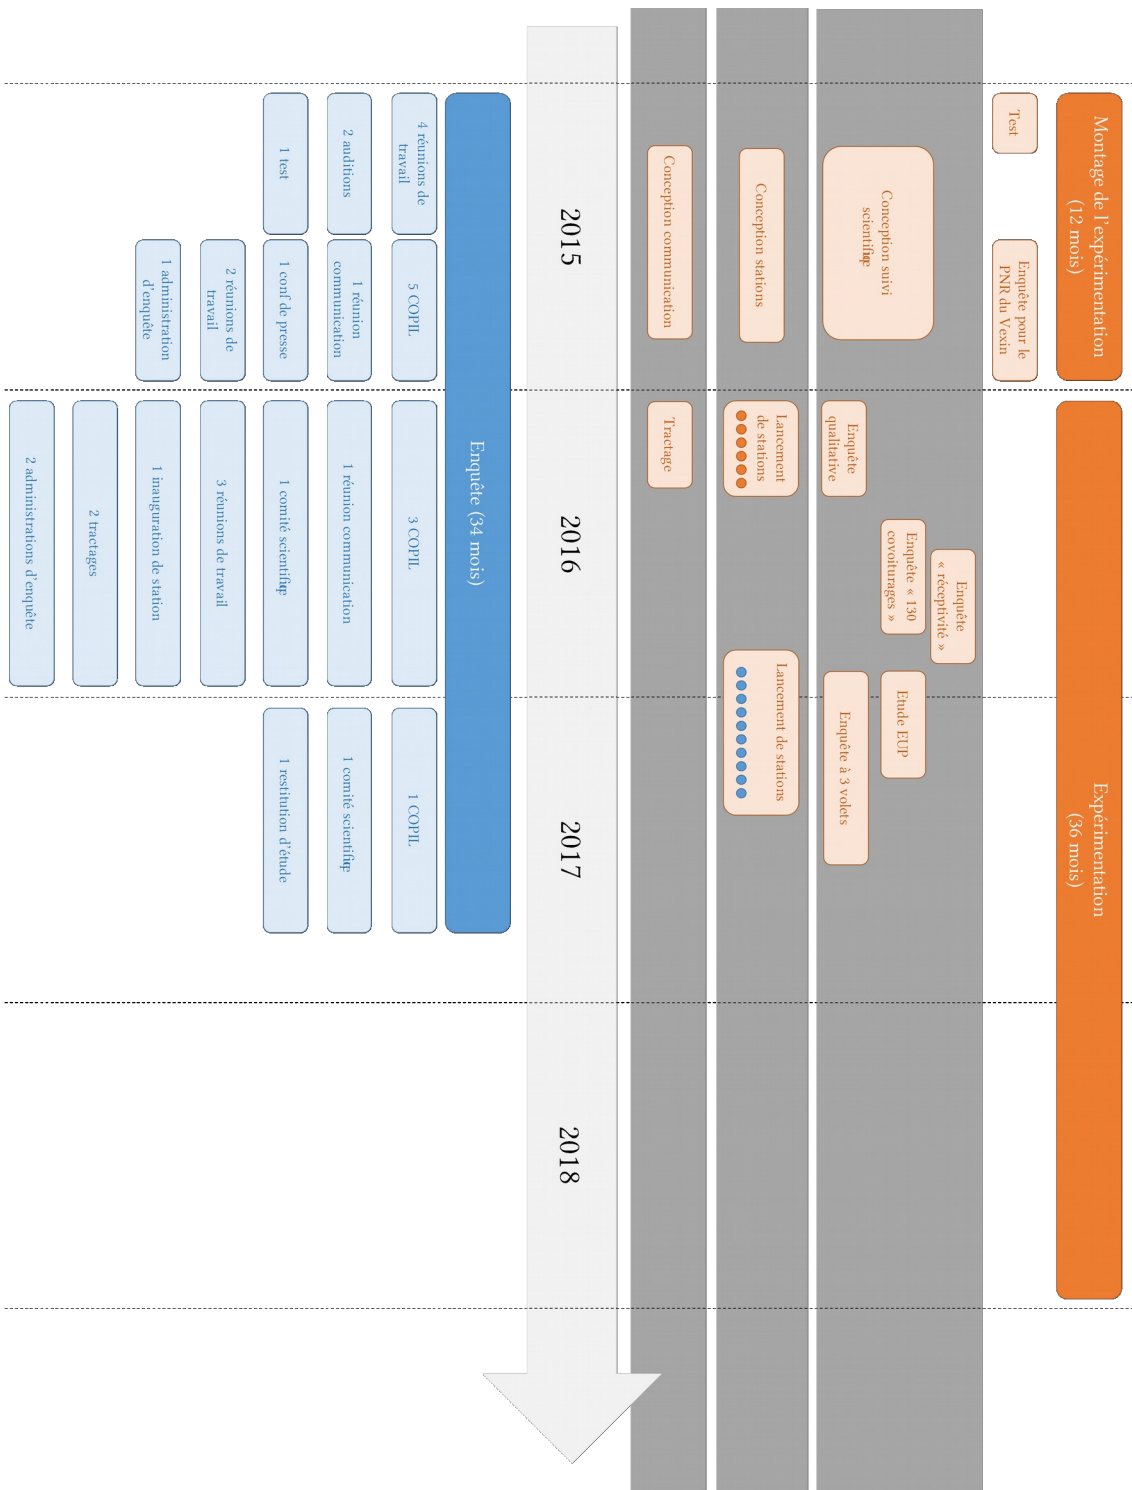 Montage de l'expérimentation
(12 mois)
Expérimentation
(36 mois)
Test
Enquête pour le
PNR du Vexin
Enquête
« réceptivité »
Conception suivi
scientifique
Enquête « 130
covoiturages »
Etude EUP
Enquête
qualitative
Enquête à 3 volets
Conception stations
Lancement
de stations
Lancement de stations
Conception communication
Tractage
2015
2016
2017
2018
Enquête (34 mois)
4 réunions de
travail
5 COPIL
3 COPIL
1 COPIL
2 auditions
1 réunion
communication
1 réunion communication
1 comité scientifique
1 test
1 conf de presse
1 comité scientifique
1 restitution d'étude
2 réunions de
travail
3 réunions de travail
1 administration
d'enquête
1 inauguration de station
2 tractages
2 administrations d'enquête